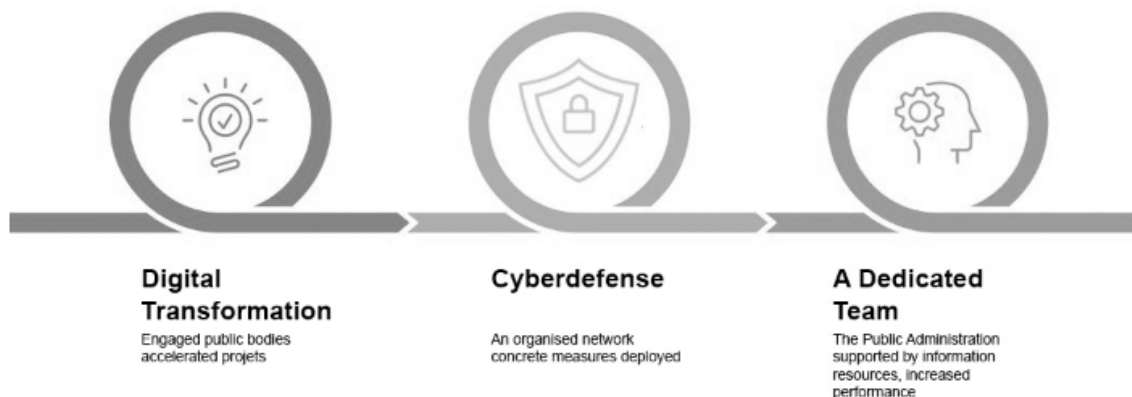 Digital
Transformation
Engaged public bodies
accelerated projets
Cyberdefense
An organised network
concrete measures deployed
A Dedicated
Team
The Public Administration
supported by information
resources, increased
performance